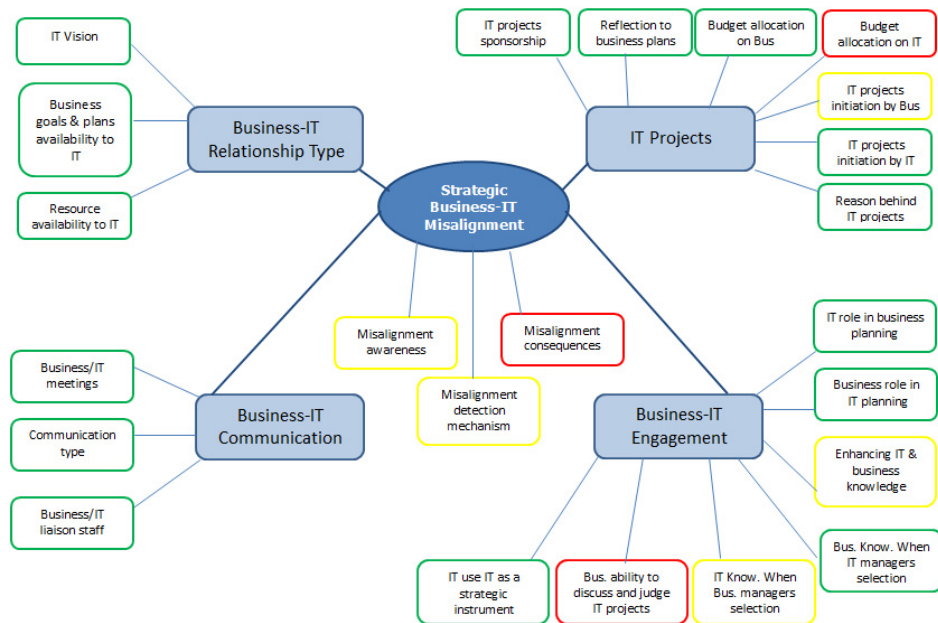 IT Vision
Business
goals & plans
availability to
IT
Resource
availability to IT
Business-IT
Relationship Type
IT projects
sponsorship
Reflection to
business plans
Budget
allocation on
Bus
Budget
allocation on IT
IT projects
initiation by Bus
IT projects
initiation by IT
Reason behind
IT projects
IT Projects
Strategic
Business-IT
Misalignment
Misalignment
awareness
Misalignment
detection
mechanism
Misalignment
consequences
Business/IT
meetings
Communication
type
Business/IT
liaison staff
Business-IT
Communication
Business-IT
Engagement
IT role in business
planning
Business role in
IT planning
Enhancing IT &
business
knowledge
Bus. Know. When
IT managers
selection
IT use IT as a
strategic
instrument
Bus. ability to
discuss and judge
IT projects
IT Know. When
Bus. managers
selection